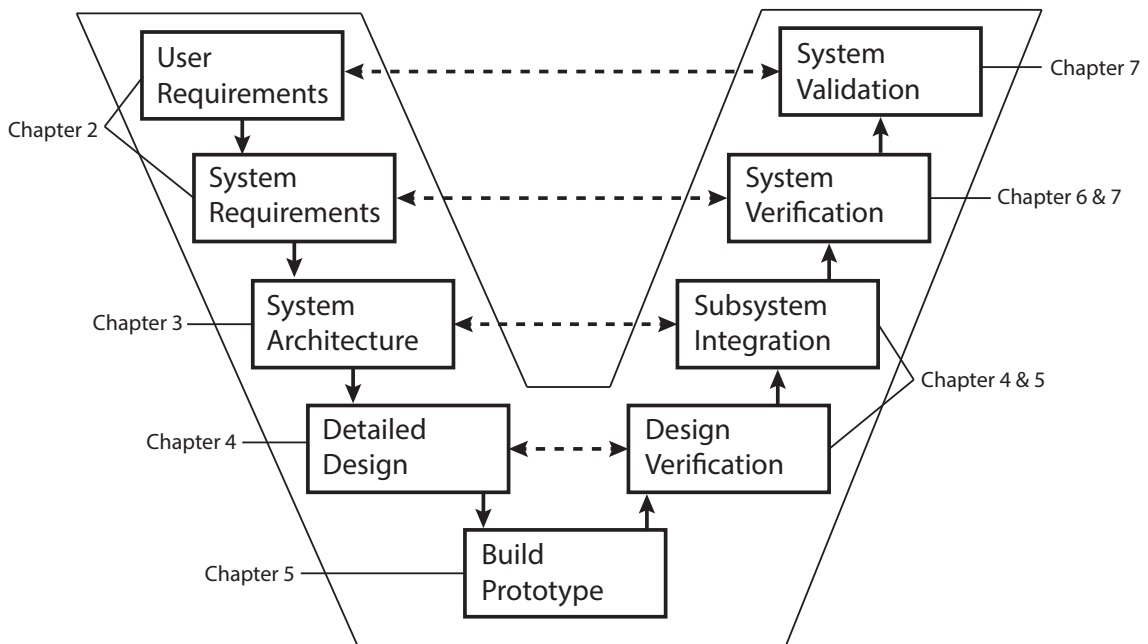 User
Requirements
System
Validation
Chapter 7
Chapter 2
System
Requirements
System
Verification
Chapter 6 & 7
Chapter 3
System
Architecture
Subsystem
Integration
Chapter 4 & 5
Chapter 4
Detailed
Design
Design
Verification
Chapter 5
Build
Prototype